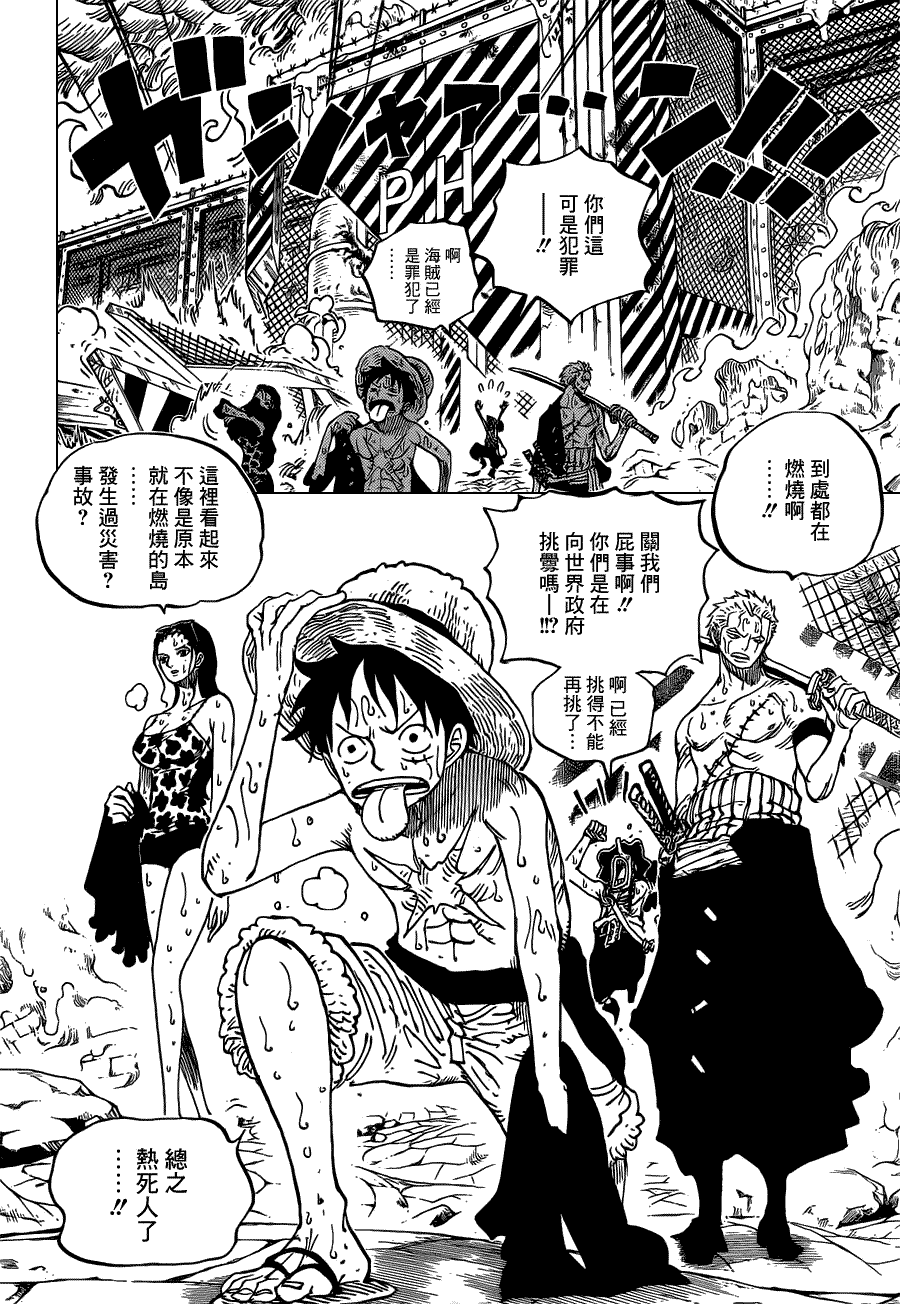 ガシャアァ…ン!!!
PH
你們這
可是犯罪
——!!
啊
海賊已經
是罪犯了
……
到處都在
燃燒啊
……!!
關我們
屁事啊!!
你們是在
向世界政府
挑釁嗎—!!?
啊 已經
挑得不能
再挑了…
這裡看起來
不像是原本
就在燃燒的島
……
發生過災害?
事故?
D
總之
熱死人了
……!!